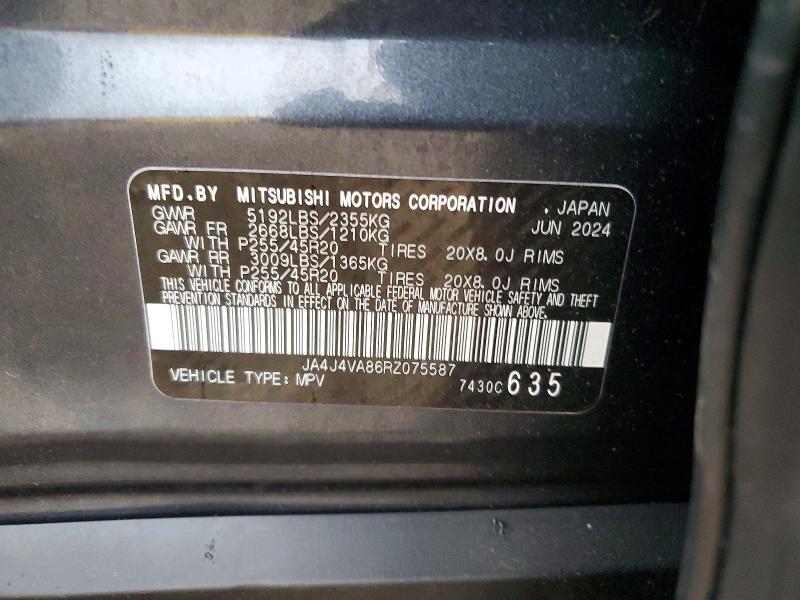 MFD. BY MITSUBISHI MOTORS CORPORATION , JAPAN
GVWR 5192LBS/2355KG JUN 2024
GAWR FR 2668LBS/1210KG
WITH P255/45R20 TIRES 20X8.0J RIMS
GAWR RR 3009LBS/1365KG
WITH P255/45R20 TIRES 20X8.0J RIMS
THIS VEHICLE CONFORMS TO ALL APPLICABLE FEDERAL MOTOR VEHICLE SAFETY AND THEFT
PREVENTION STANDARDS IN EFFECT ON THE DATE OF MANUFACTURE SHOWN ABOVE.
JA4J4VA86RZ075587
VEHICLE TYPE: MPV 7430C 635